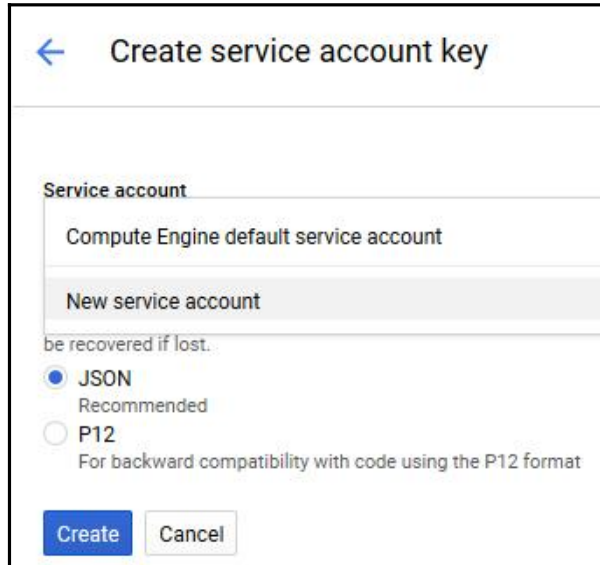 Create service account key
Service account
Compute Engine default service account
New service account
be recovered if lost.
JSON
Recommended
P12
For backward compatibility with code using the P12 format
Create Cancel